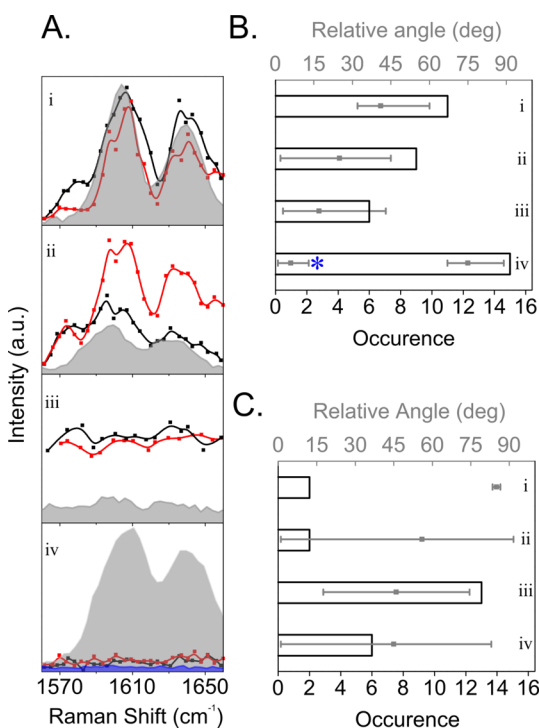 A.
i
ii
iii
iv
Intensity (a.u.)
1570 1610 1650
Raman Shift (cm-1)
B.
Relative angle (deg)
0 15 30 45 60 75 90
i
ii
iii
iv
*
0 2 4 6 8 10 12 14 16
Occurence
C.
Relative Angle (deg)
0 15 30 45 60 75 90
i
ii
iii
iv
0 2 4 6 8 10 12 14 16
Occurence